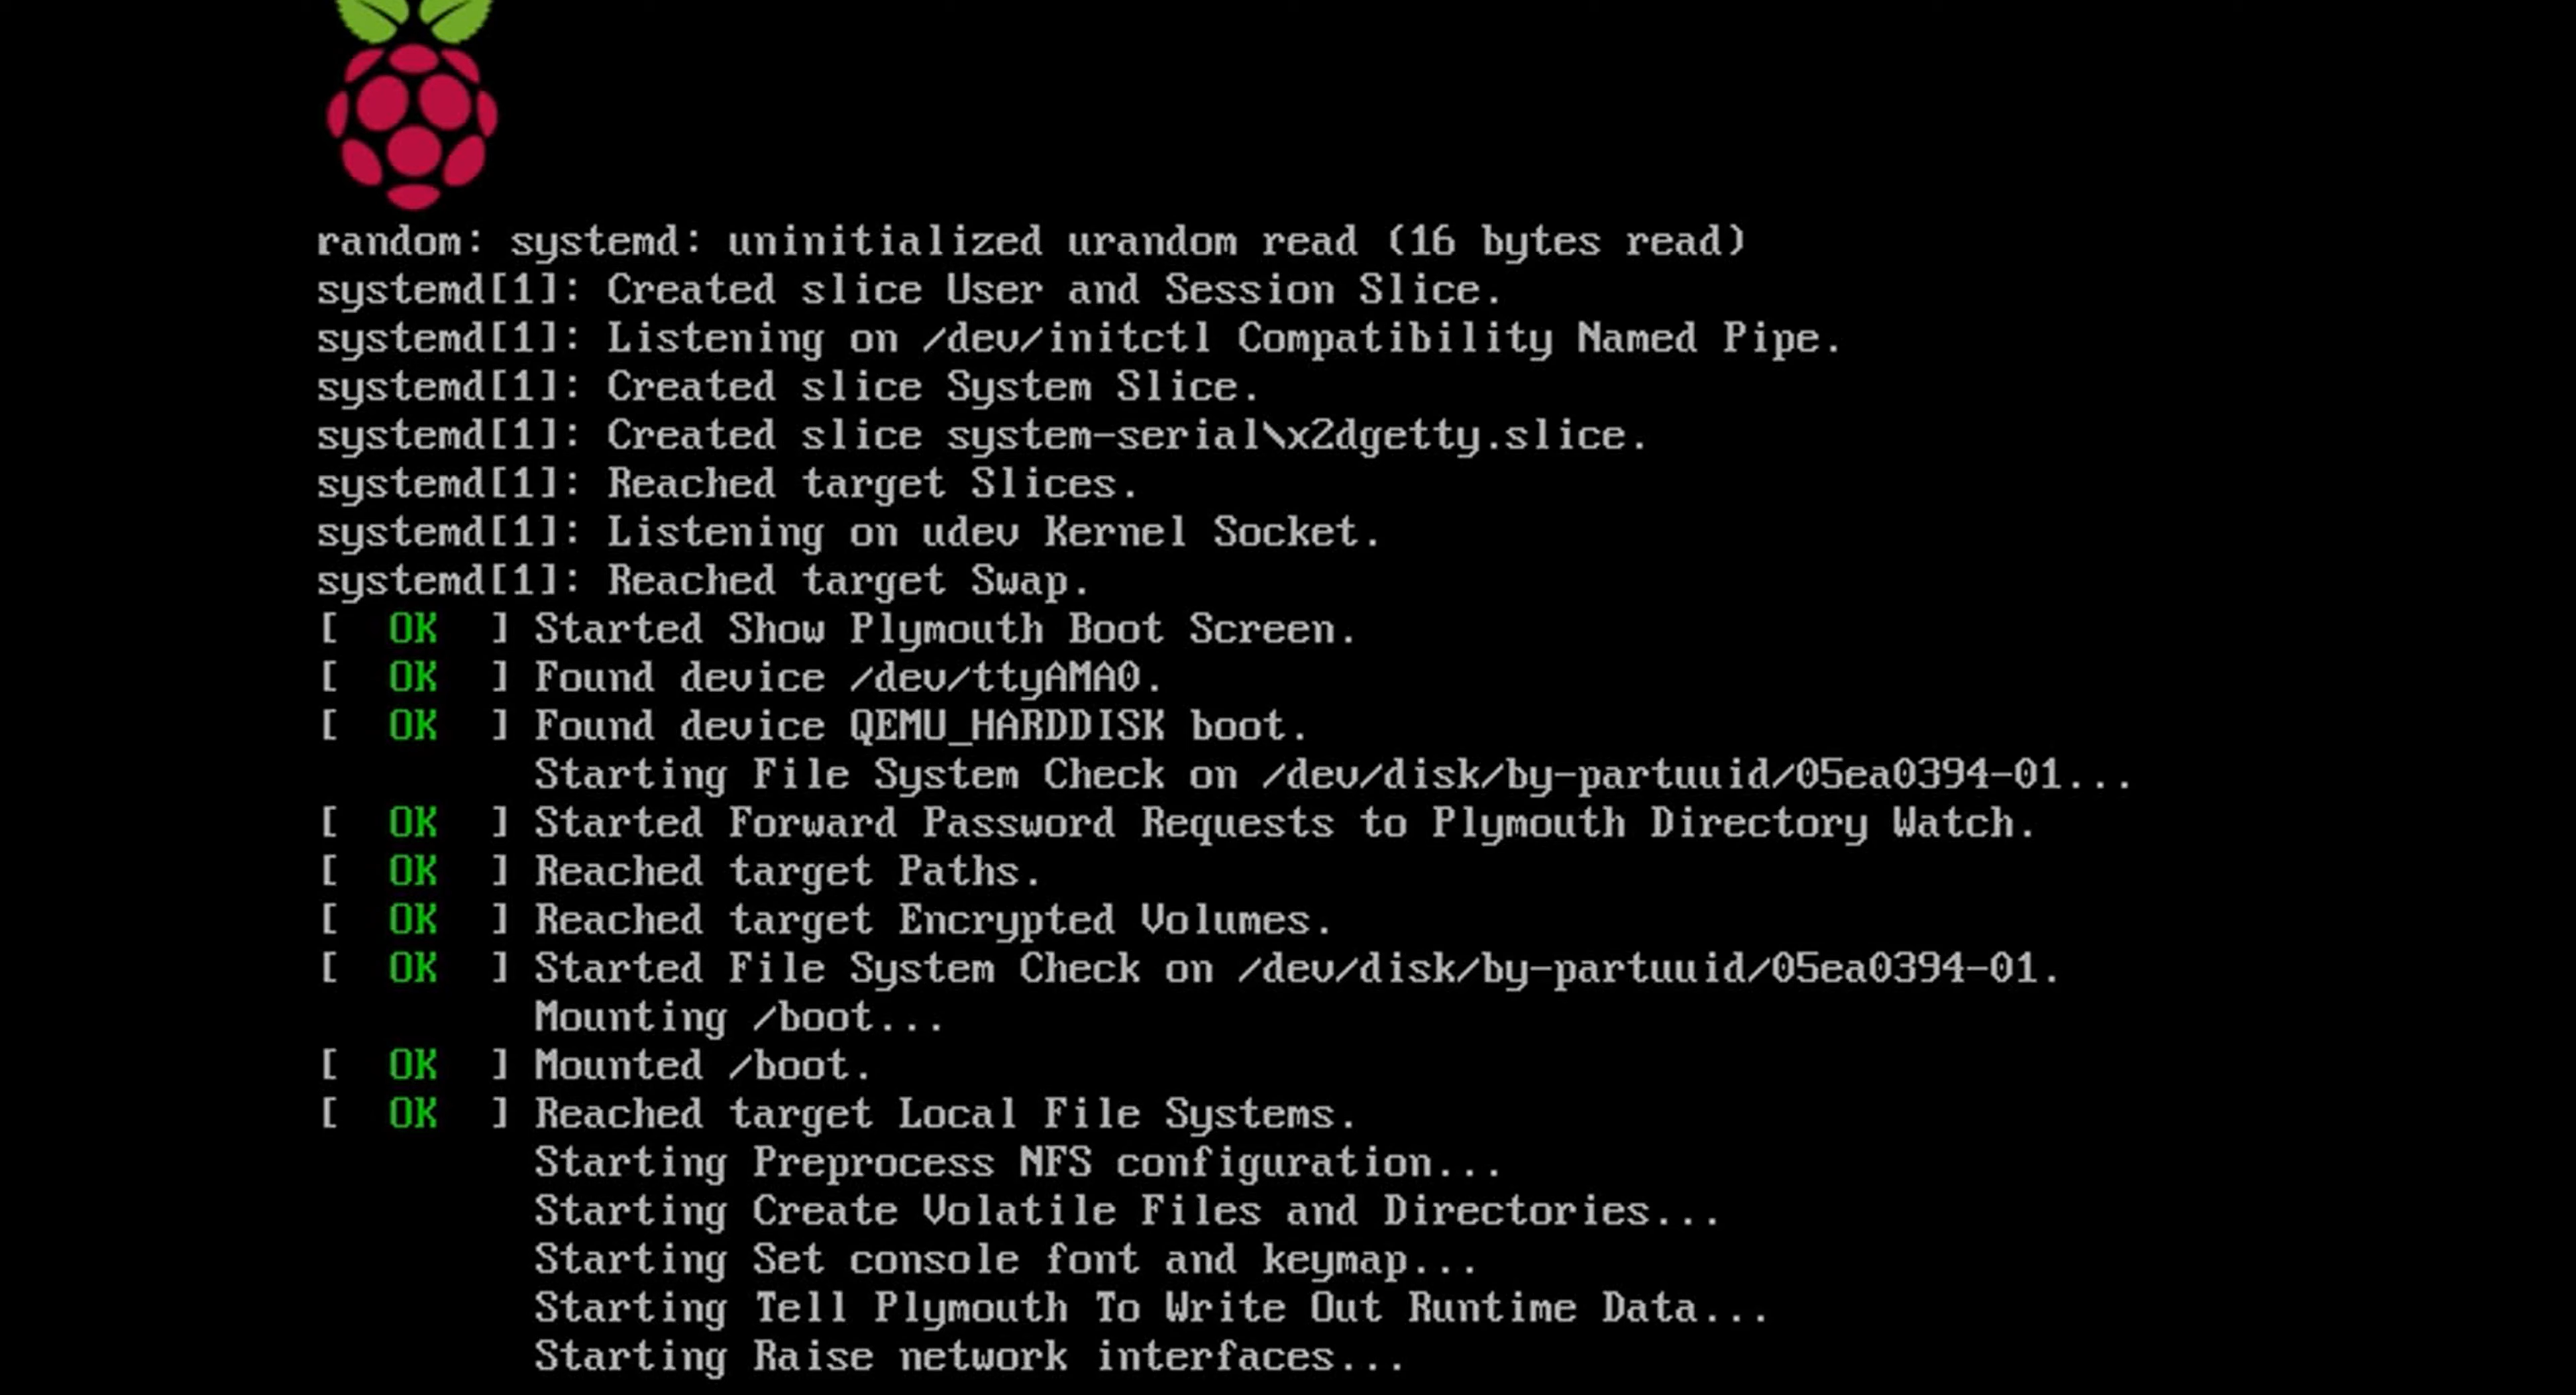 random: systemd: uninitialized urandom read (16 bytes read)
systemd[1]: Created slice User and Session Slice.
systemd[1]: Listening on /dev/initctl Compatibility Named Pipe.
systemd[1]: Created slice System Slice.
systemd[1]: Created slice system-serial\x2dgetty.slice.
systemd[1]: Reached target Slices.
systemd[1]: Listening on udev Kernel Socket.
systemd[1]: Reached target Swap.
[  OK  ] Started Show Plymouth Boot Screen.
[  OK  ] Found device /dev/ttyAMA0.
[  OK  ] Found device QEMU_HARDDISK boot.
         Starting File System Check on /dev/disk/by-partuuid/05ea0394-01...
[  OK  ] Started Forward Password Requests to Plymouth Directory Watch.
[  OK  ] Reached target Paths.
[  OK  ] Reached target Encrypted Volumes.
[  OK  ] Started File System Check on /dev/disk/by-partuuid/05ea0394-01.
         Mounting /boot...
[  OK  ] Mounted /boot.
[  OK  ] Reached target Local File Systems.
         Starting Preprocess NFS configuration...
         Starting Create Volatile Files and Directories...
         Starting Set console font and keymap...
         Starting Tell Plymouth To Write Out Runtime Data...
         Starting Raise network interfaces...